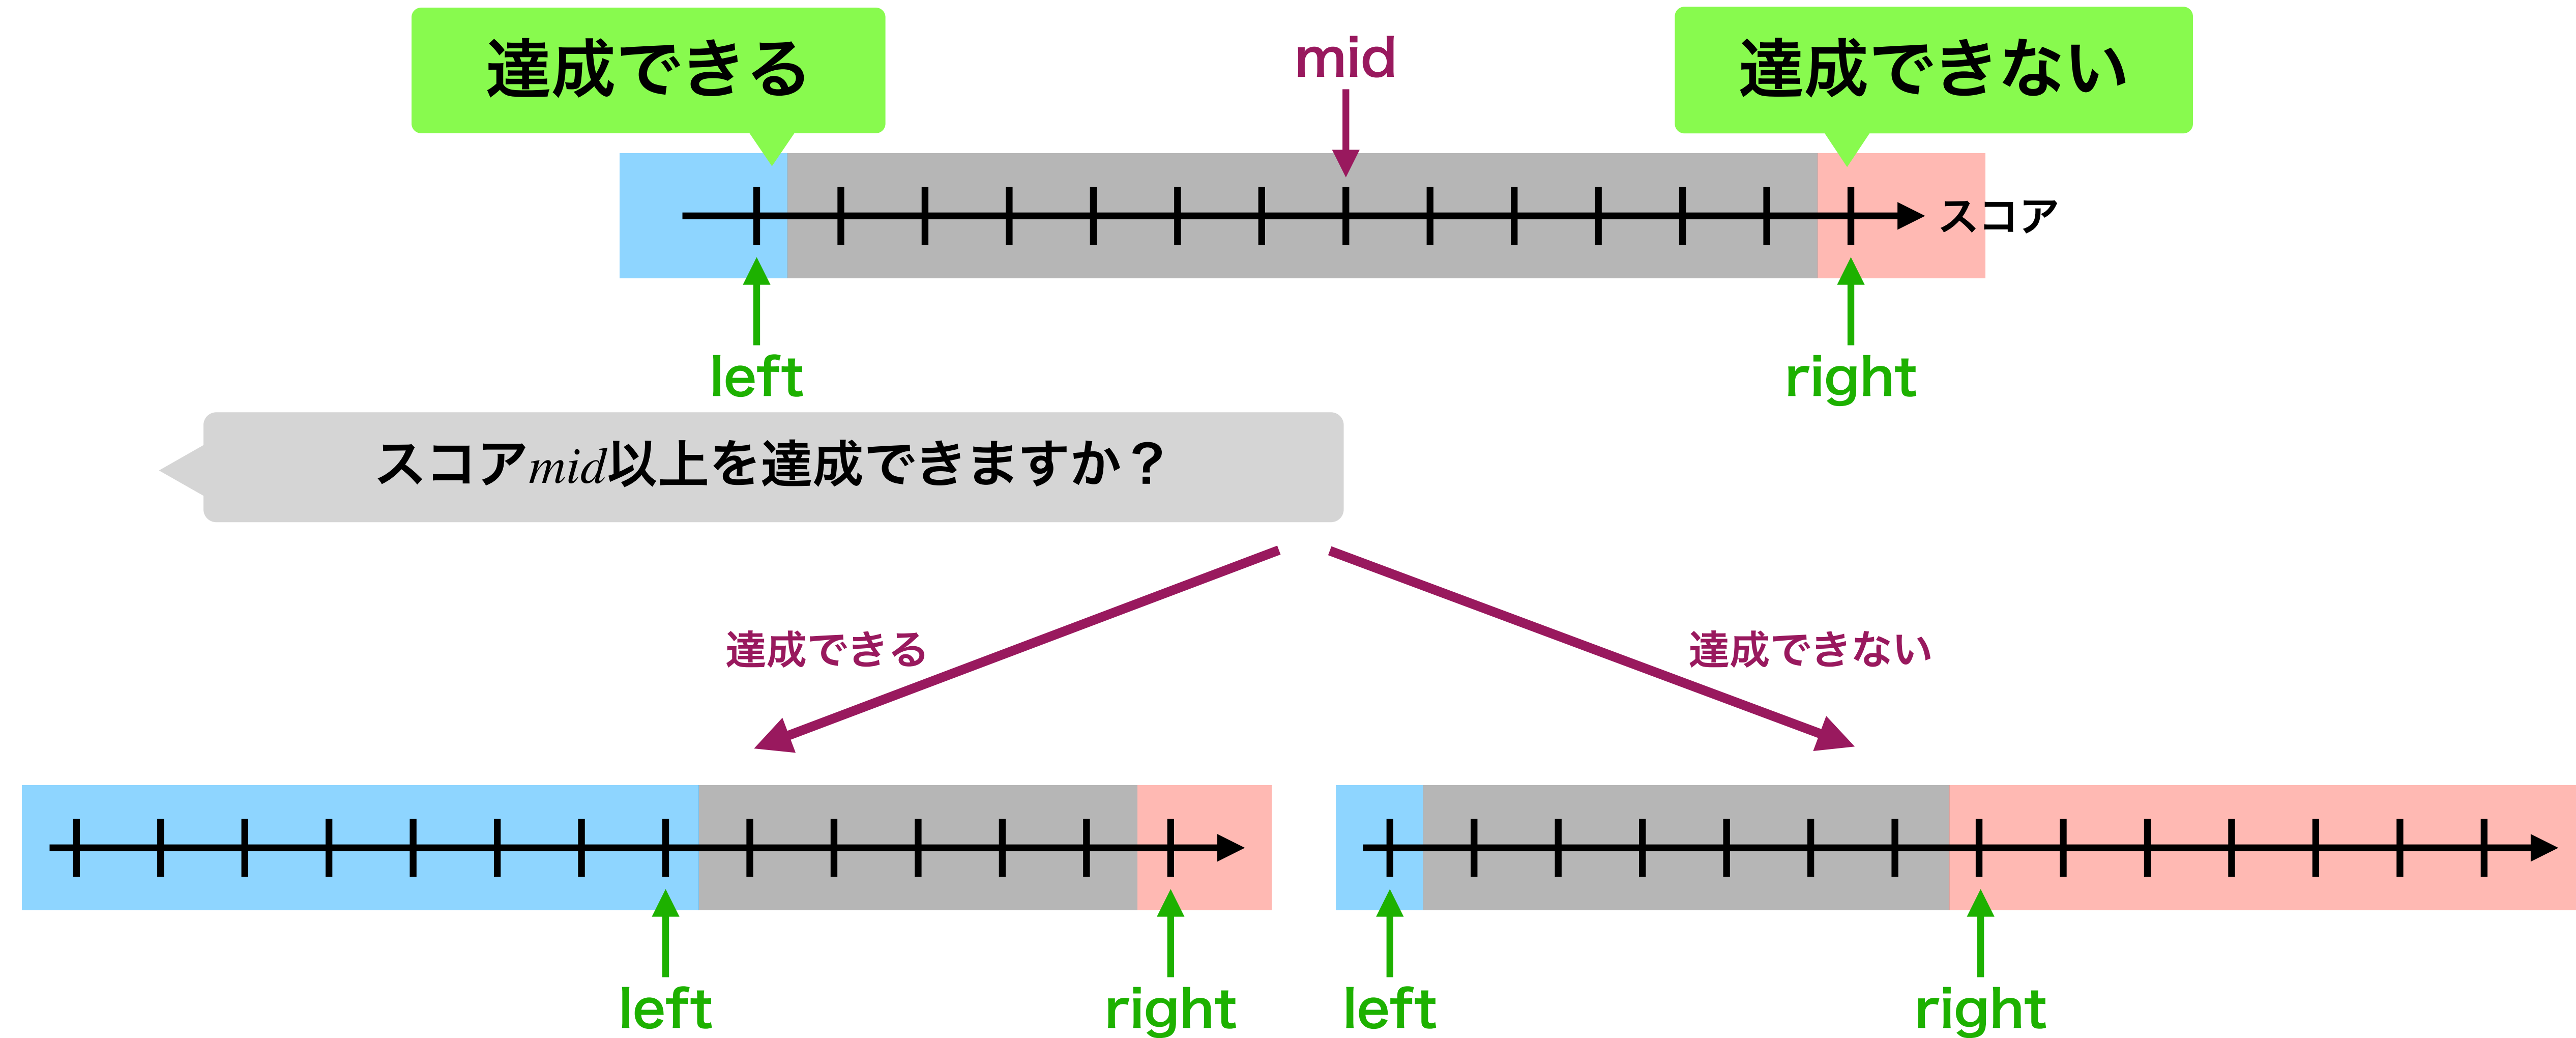 達成できる
mid
達成できない
スコア
left
right
スコアmid以上を達成できますか？
達成できる
達成できない
left
right
left
right